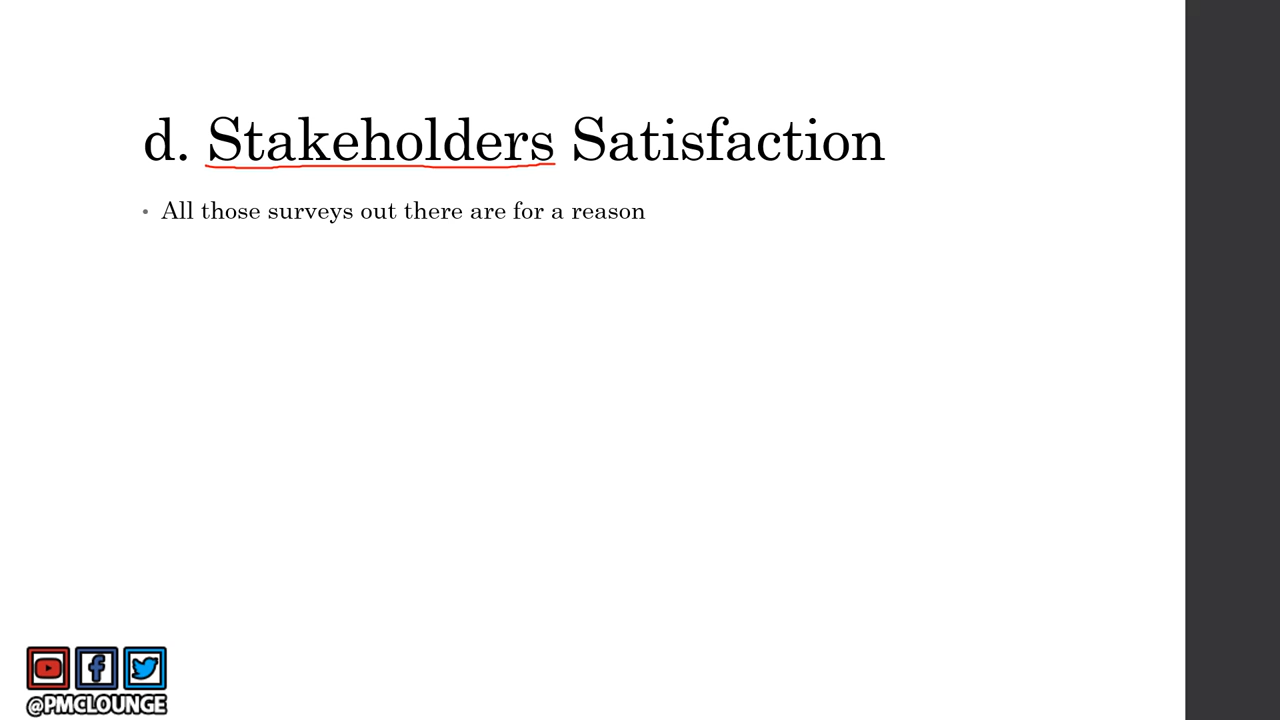 d. Stakeholders Satisfaction
• All those surveys out there are for a reason
@PMCLOUNGE